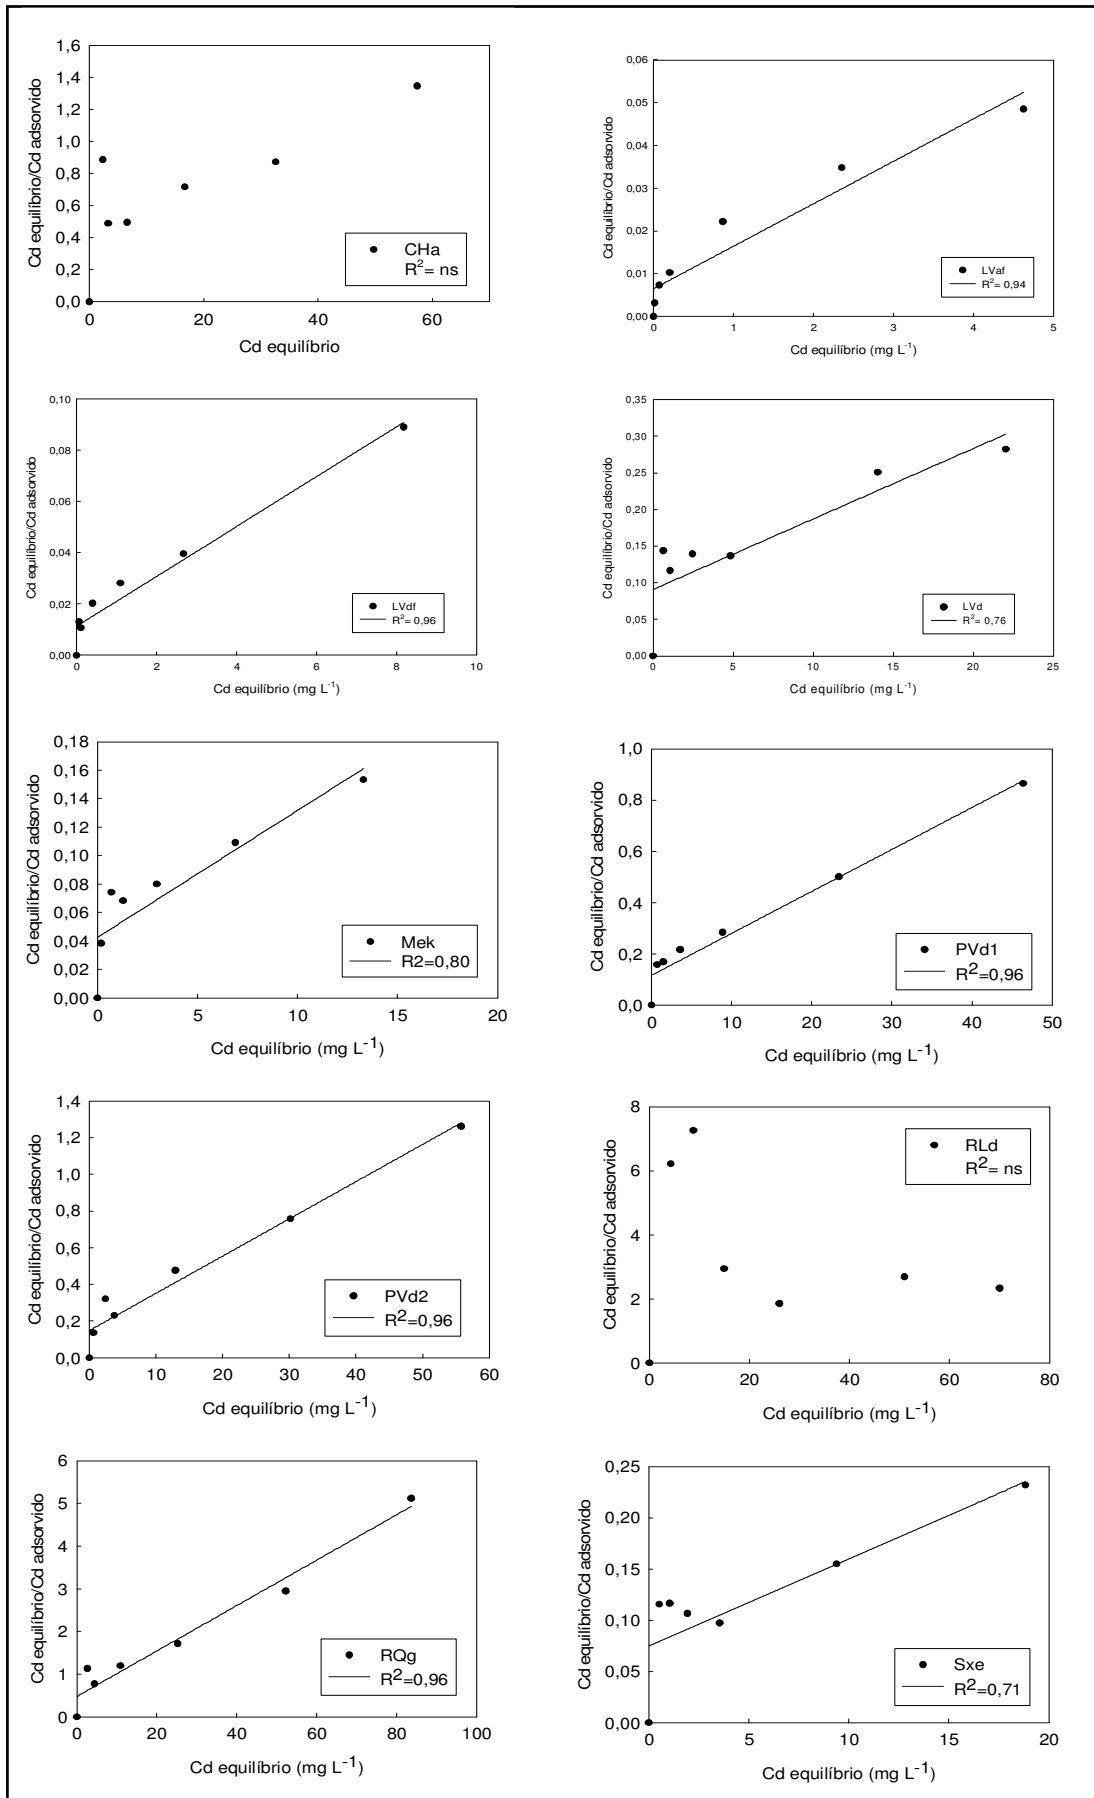 Cd equilíbrio/Cd adsorvido
1,6
1,4
1,2
1,0
0,8
0,6
0,4
0,2
0,0
0 20 40 60
Cd equilíbrio
CHa
R²= ns
Cd equilíbrio/Cd adsorvido
0,06
0,05
0,04
0,03
0,02
0,01
0,00
0 1 2 3 4 5
Cd equilíbrio (mg L⁻¹)
LVaf
R²= 0,94
Cd equilíbrio/Cd adsorvido
0,10
0,08
0,06
0,04
0,02
0,00
0 2 4 6 8 10
Cd equilíbrio (mg L⁻¹)
LVdf
R²= 0,96
Cd equilíbrio/Cd adsorvido
0,35
0,30
0,25
0,20
0,15
0,10
0,05
0,00
0 5 10 15 20 25
Cd equilíbrio (mg L⁻¹)
LVd
R²= 0,76
Cd equilíbrio/Cd adsorvido
0,18
0,16
0,14
0,12
0,10
0,08
0,06
0,04
0,02
0,00
0 5 10 15 20
Cd equilíbrio (mg L⁻¹)
Mek
R2=0,80
Cd equilíbrio/Cd adsorvido
1,0
0,8
0,6
0,4
0,2
0,0
0 10 20 30 40 50
Cd equilíbrio (mg L⁻¹)
PVd1
R²=0,96
Cd equilíbrio/Cd adsorvido
1,4
1,2
1,0
0,8
0,6
0,4
0,2
0,0
0 10 20 30 40 50 60
Cd equilíbrio (mg L⁻¹)
PVd2
R²=0,96
Cd equilíbrio/Cd adsorvido
8
6
4
2
0
0 20 40 60 80
Cd equilíbrio (mg L⁻¹)
RLd
R²= ns
Cd equilíbrio/Cd adsorvido
6
5
4
3
2
1
0
0 20 40 60 80 100
Cd equilíbrio (mg L⁻¹)
RQg
R²=0,96
Cd equilíbrio/Cd adsorvido
0,25
0,20
0,15
0,10
0,05
0,00
0 5 10 15 20
Cd equilíbrio (mg L⁻¹)
Sxe
R²=0,71